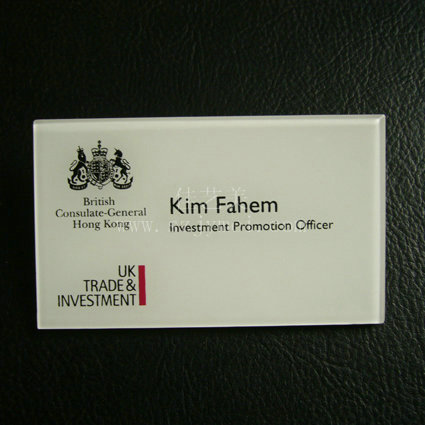 British
Consulate-General
Hong Kong
Kim Fahem
Investment Promotion Officer
UK
TRADE &
INVESTMENT